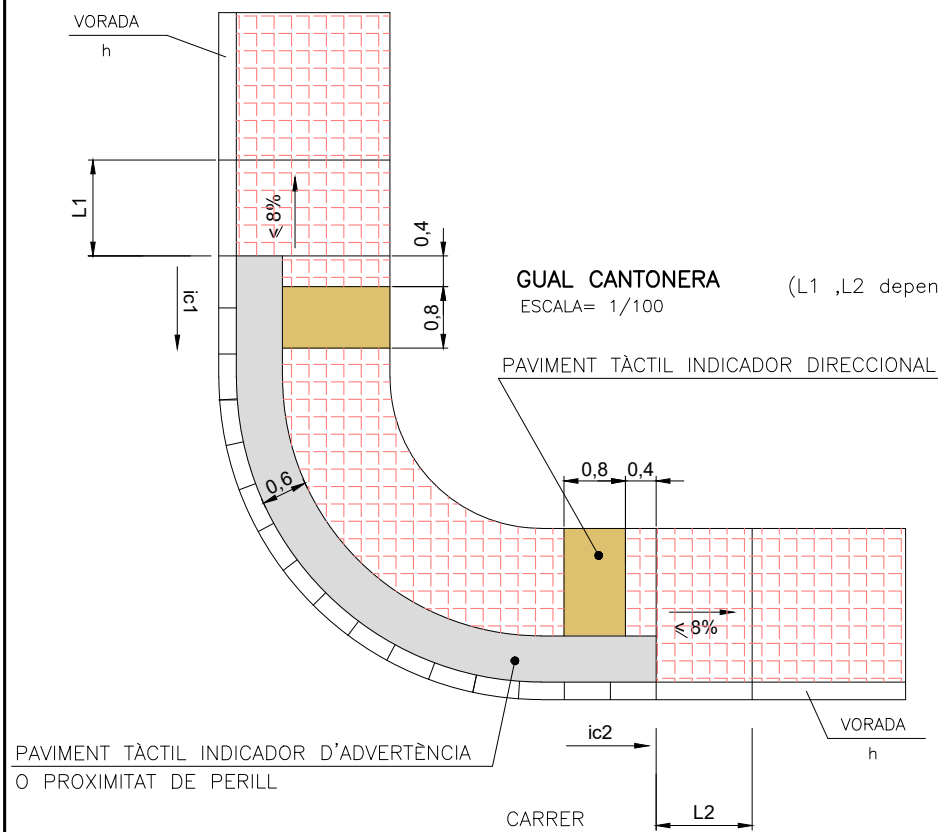 VORADA
h
L1
≤8%
0,4
ic1
0,8
GUAL CANTONERA
ESCALA= 1/100
(L1 ,L2 depen
PAVIMENT TÀCTIL INDICADOR DIRECCIONAL
0,8
0,4
0,6
≤8%
ic2
VORADA
h
PAVIMENT TÀCTIL INDICADOR D'ADVERTÈNCIA
O PROXIMITAT DE PERILL
CARRER
L2